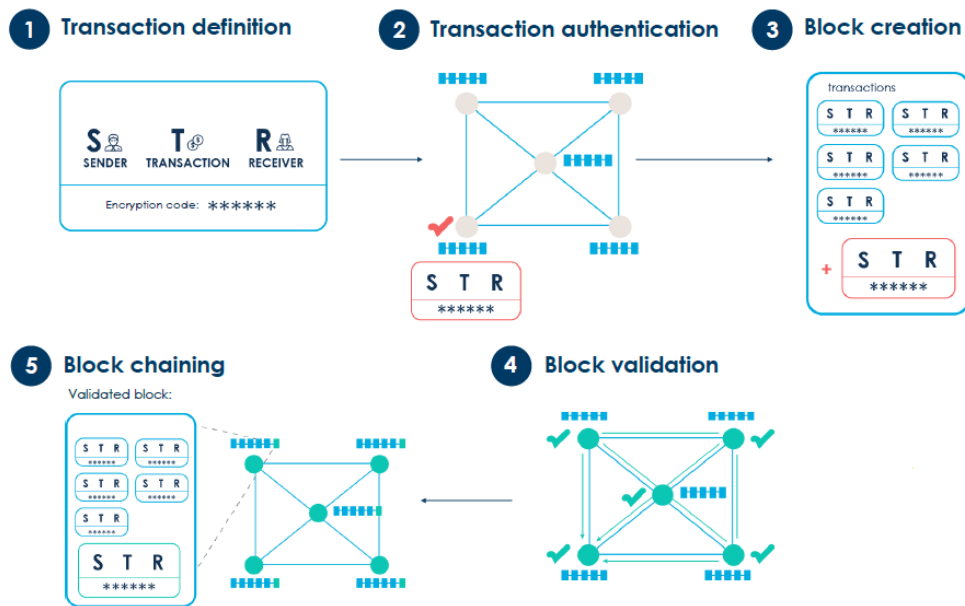 1 Transaction definition
S T R
SENDER TRANSACTION RECEIVER
Encryption code: ******
2 Transaction authentication
S T R
******
3 Block creation
transactions
S T R S T R
****** ******
S T R S T R
****** ******
S T R
******
+ S T R
******
4 Block validation
5 Block chaining
Validated block:
S T R S T R
****** ******
S T R S T R
****** ******
S T R
******
S T R
******